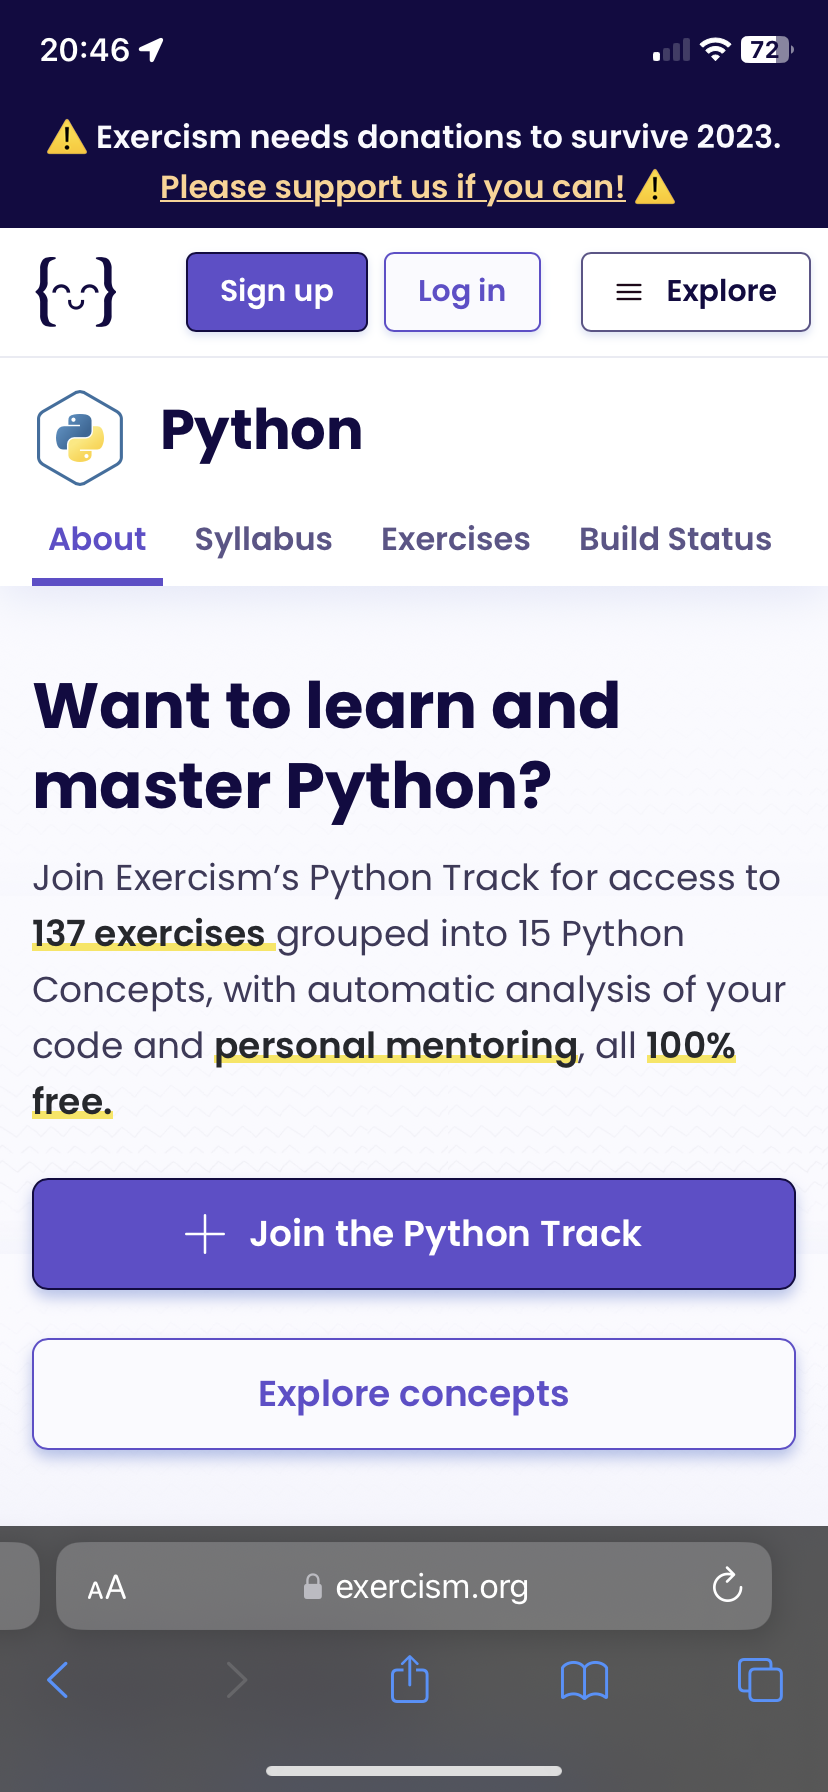 20:46
72
⚠️ Exercism needs donations to survive 2023.
Please support us if you can! ⚠️
Sign up
Log in
Explore
Python
About
Syllabus
Exercises
Build Status
Want to learn and
master Python?
Join Exercism’s Python Track for access to
137 exercises grouped into 15 Python
Concepts, with automatic analysis of your
code and personal mentoring, all 100%
free.
Join the Python Track
Explore concepts
AA
exercism.org